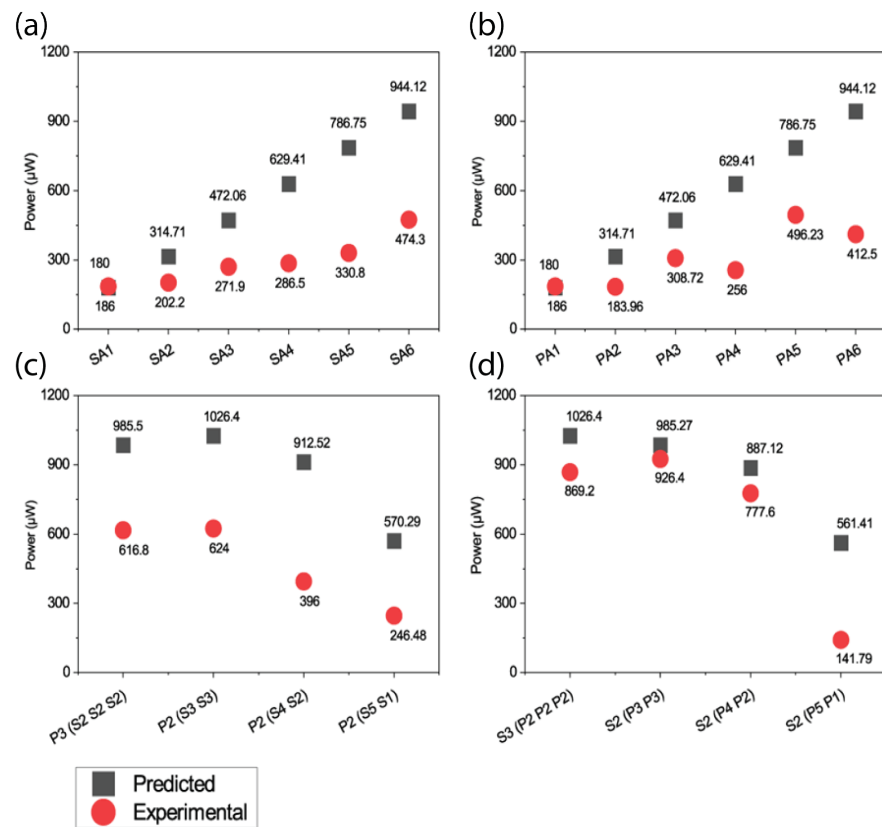 (a)
1200
900
600
300
0
Power (µW)
180
186
314.71
202.2
472.06
271.9
629.41
286.5
786.75
330.8
944.12
474.3
SA1
SA2
SA3
SA4
SA5
SA6
(b)
1200
900
600
300
0
Power (µW)
180
186
314.71
183.96
472.06
308.72
629.41
256
786.75
496.23
944.12
412.5
PA1
PA2
PA3
PA4
PA5
PA6
(c)
1200
900
600
300
0
Power (µW)
985.5
616.8
1026.4
624
912.52
396
570.29
246.48
P3 (S2 S2 S2)
P2 (S3 S3)
P2 (S4 S2)
P2 (S5 S1)
(d)
1200
900
600
300
0
Power (µW)
1026.4
869.2
985.27
926.4
887.12
777.6
561.41
141.79
S3 (P2 P2 P2)
S2 (P3 P3)
S2 (P4 P2)
S2 (P5 P1)
Predicted
Experimental